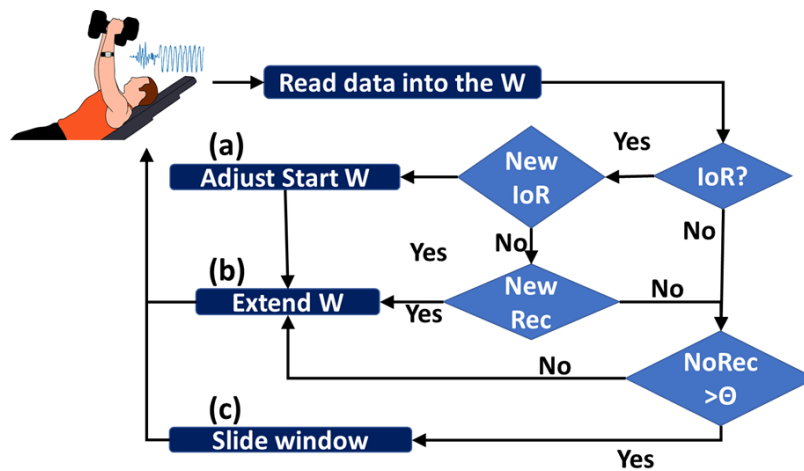 Read data into the W
(a)
Yes
New
IoR
IoR?
Adjust Start W
No
No
Yes
(b)
New
Rec
No
Extend W
Yes
No
NoRec
>Θ
(c)
Slide window
Yes